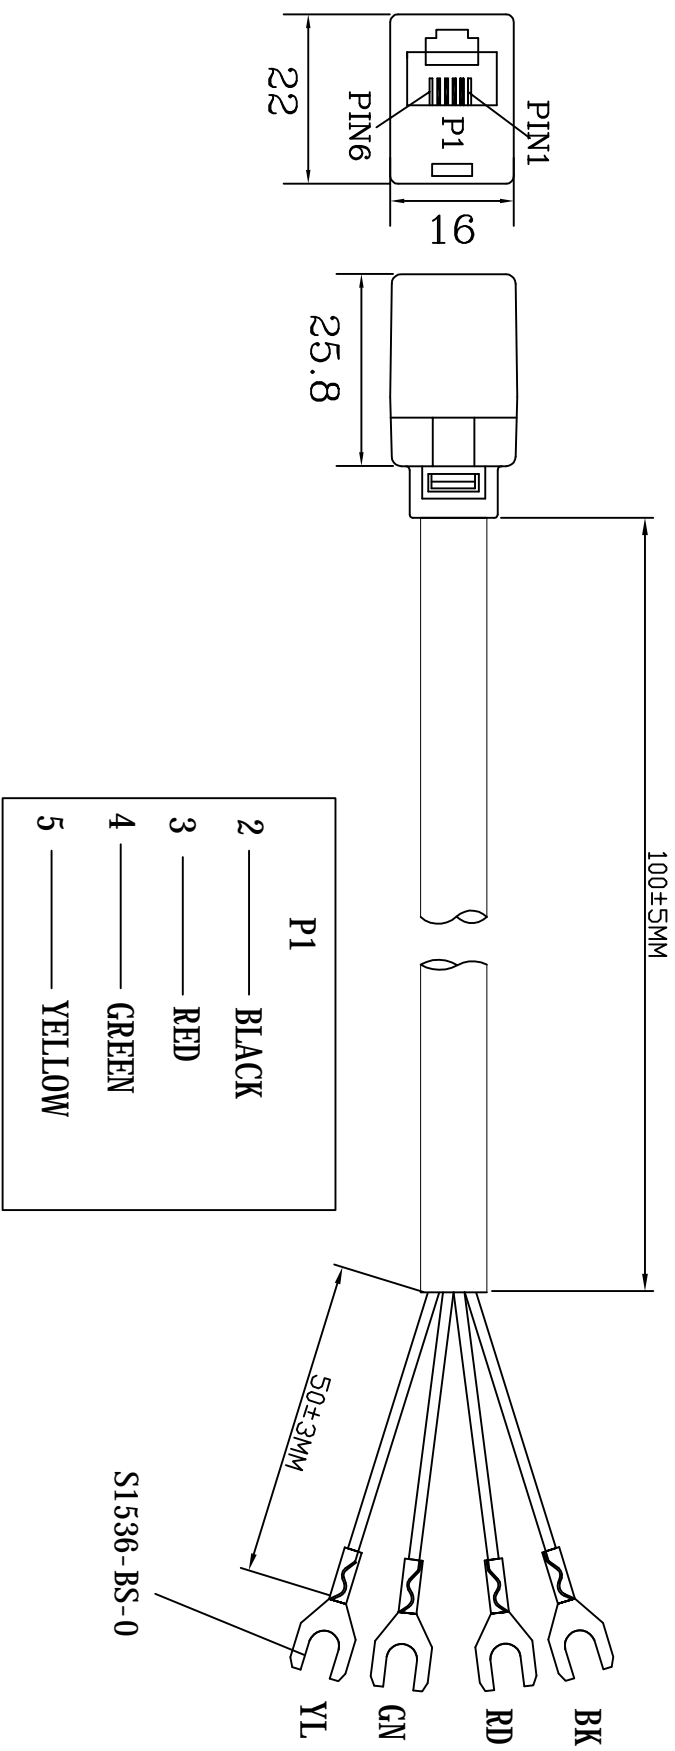 22
PIN6
P1
PIN1
16
25.8
100±5MM
P1
2 BLACK
3 RED
4 GREEN
5 YELLOW
50±3MM
S1536-BS-0
BK
RD
GN
YL